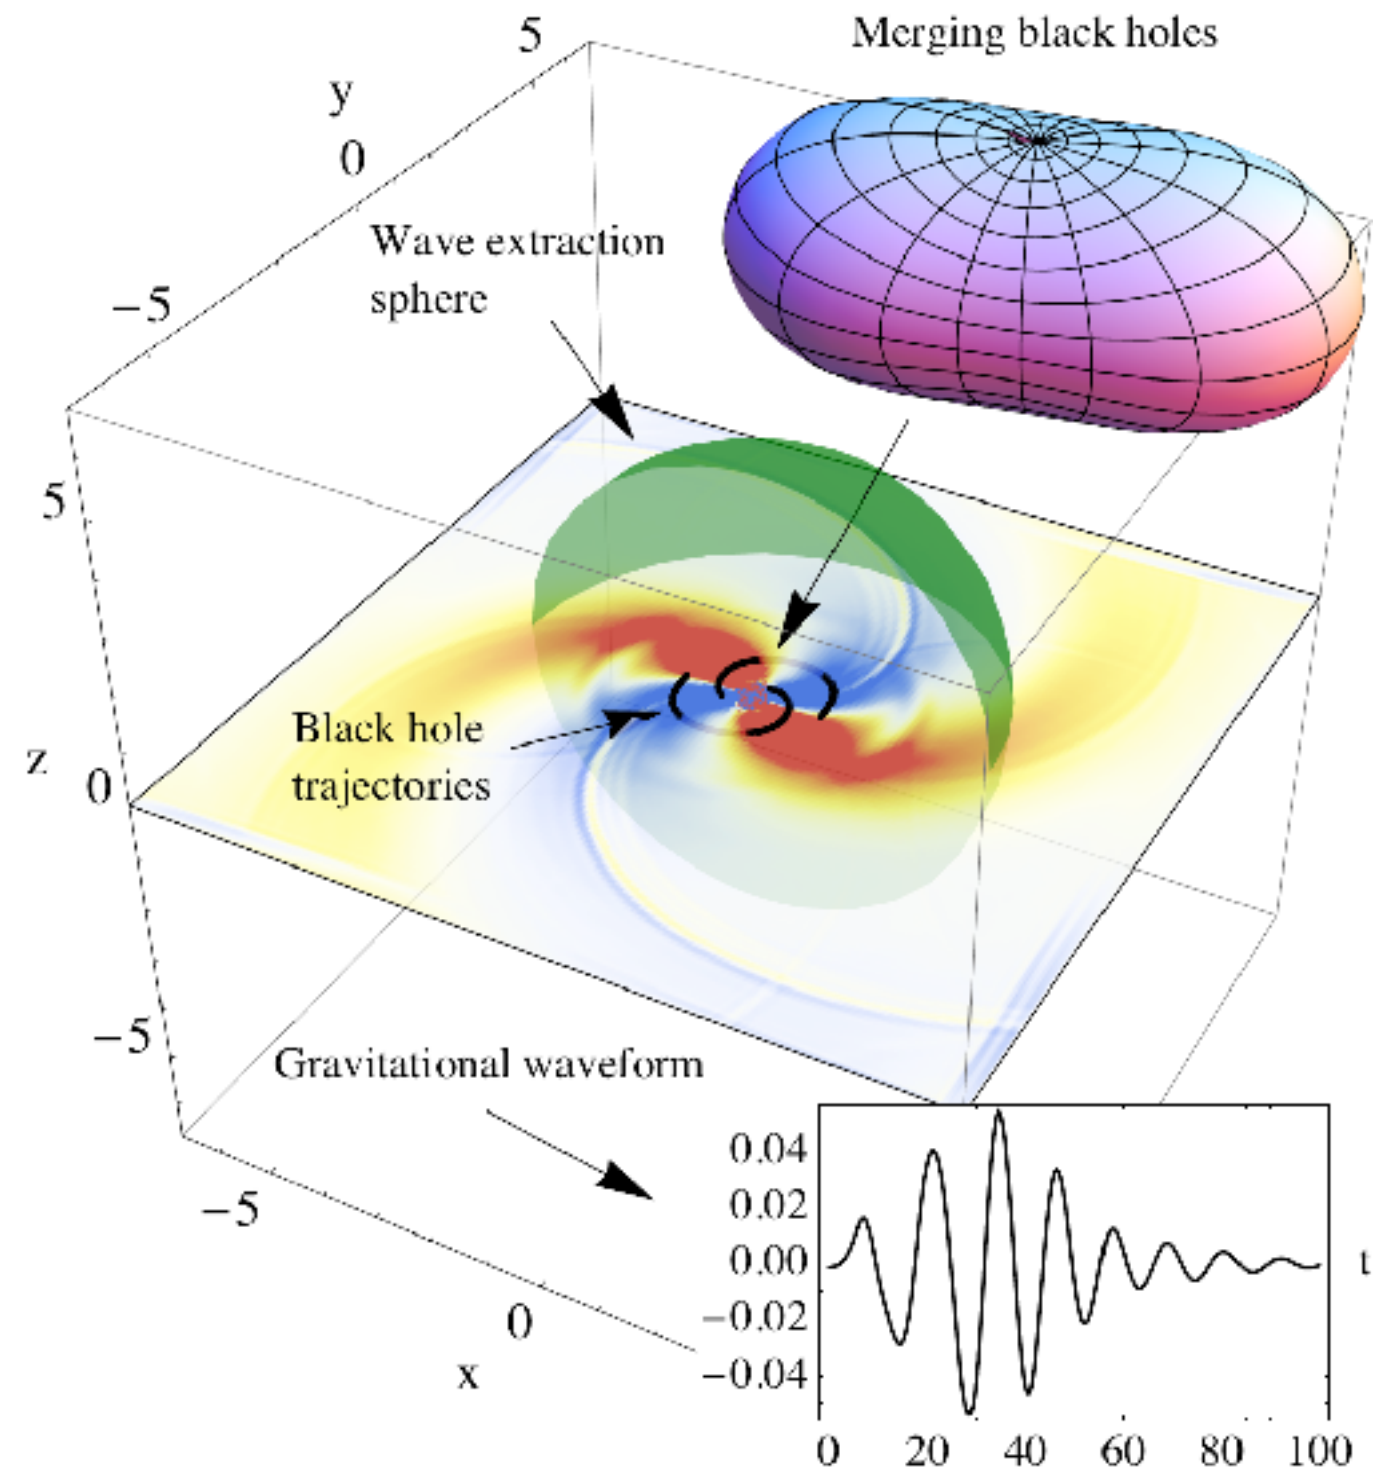 Merging black holes
5
y
0
Wave extraction
sphere
−5
5
Black hole
trajectories
z
0
−5
Gravitational waveform
−5
0
x
0.04
0.02
0.00
−0.02
−0.04
t
0 20 40 60 80 100